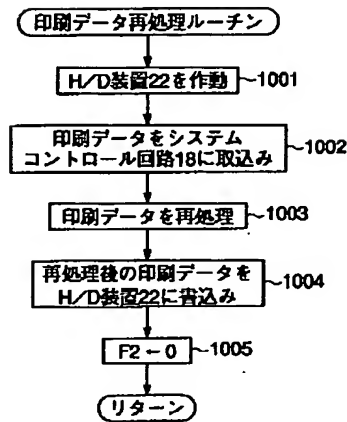 印刷データ再処理ルーチン
H/D装置22を作動
1001
印刷データをシステム
コントロール回路18に取込み
1002
印刷データを再処理
1003
再処理後の印刷データを
H/D装置22に書込み
1004
F2←0
1005
リターン